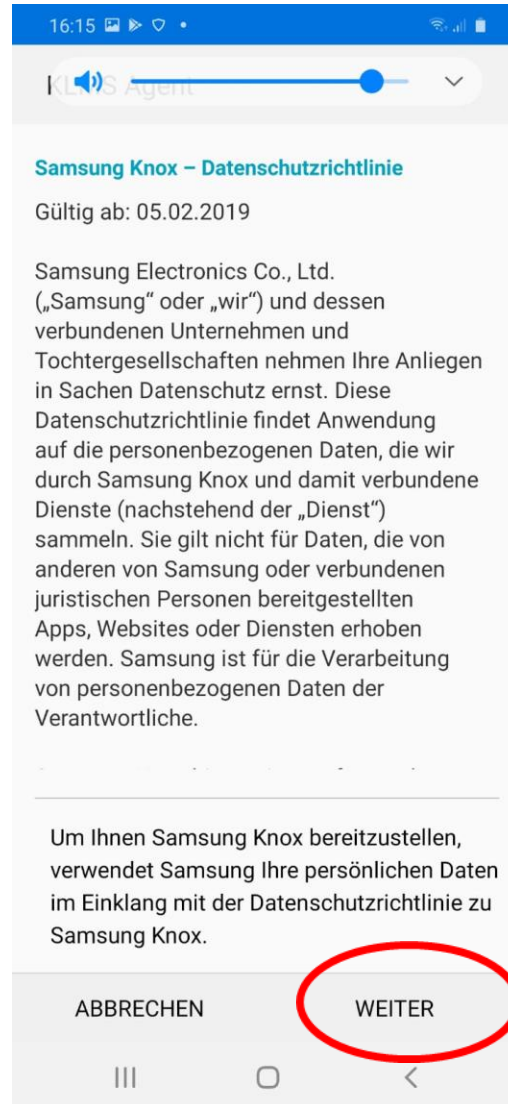 16:15
KLMS Agent
Samsung Knox – Datenschutzrichtlinie
Gültig ab: 05.02.2019
Samsung Electronics Co., Ltd.
(„Samsung“ oder „wir“) und dessen
verbundenen Unternehmen und
Tochtergesellschaften nehmen Ihre Anliegen
in Sachen Datenschutz ernst. Diese
Datenschutzrichtlinie findet Anwendung
auf die personenbezogenen Daten, die wir
durch Samsung Knox und damit verbundene
Dienste (nachstehend der „Dienst“)
sammeln. Sie gilt nicht für Daten, die von
anderen von Samsung oder verbundenen
juristischen Personen bereitgestellten
Apps, Websites oder Diensten erhoben
werden. Samsung ist für die Verarbeitung
von personenbezogenen Daten der
Verantwortliche.
Um Ihnen Samsung Knox bereitzustellen,
verwendet Samsung Ihre persönlichen Daten
im Einklang mit der Datenschutzrichtlinie zu
Samsung Knox.
ABBRECHEN WEITER